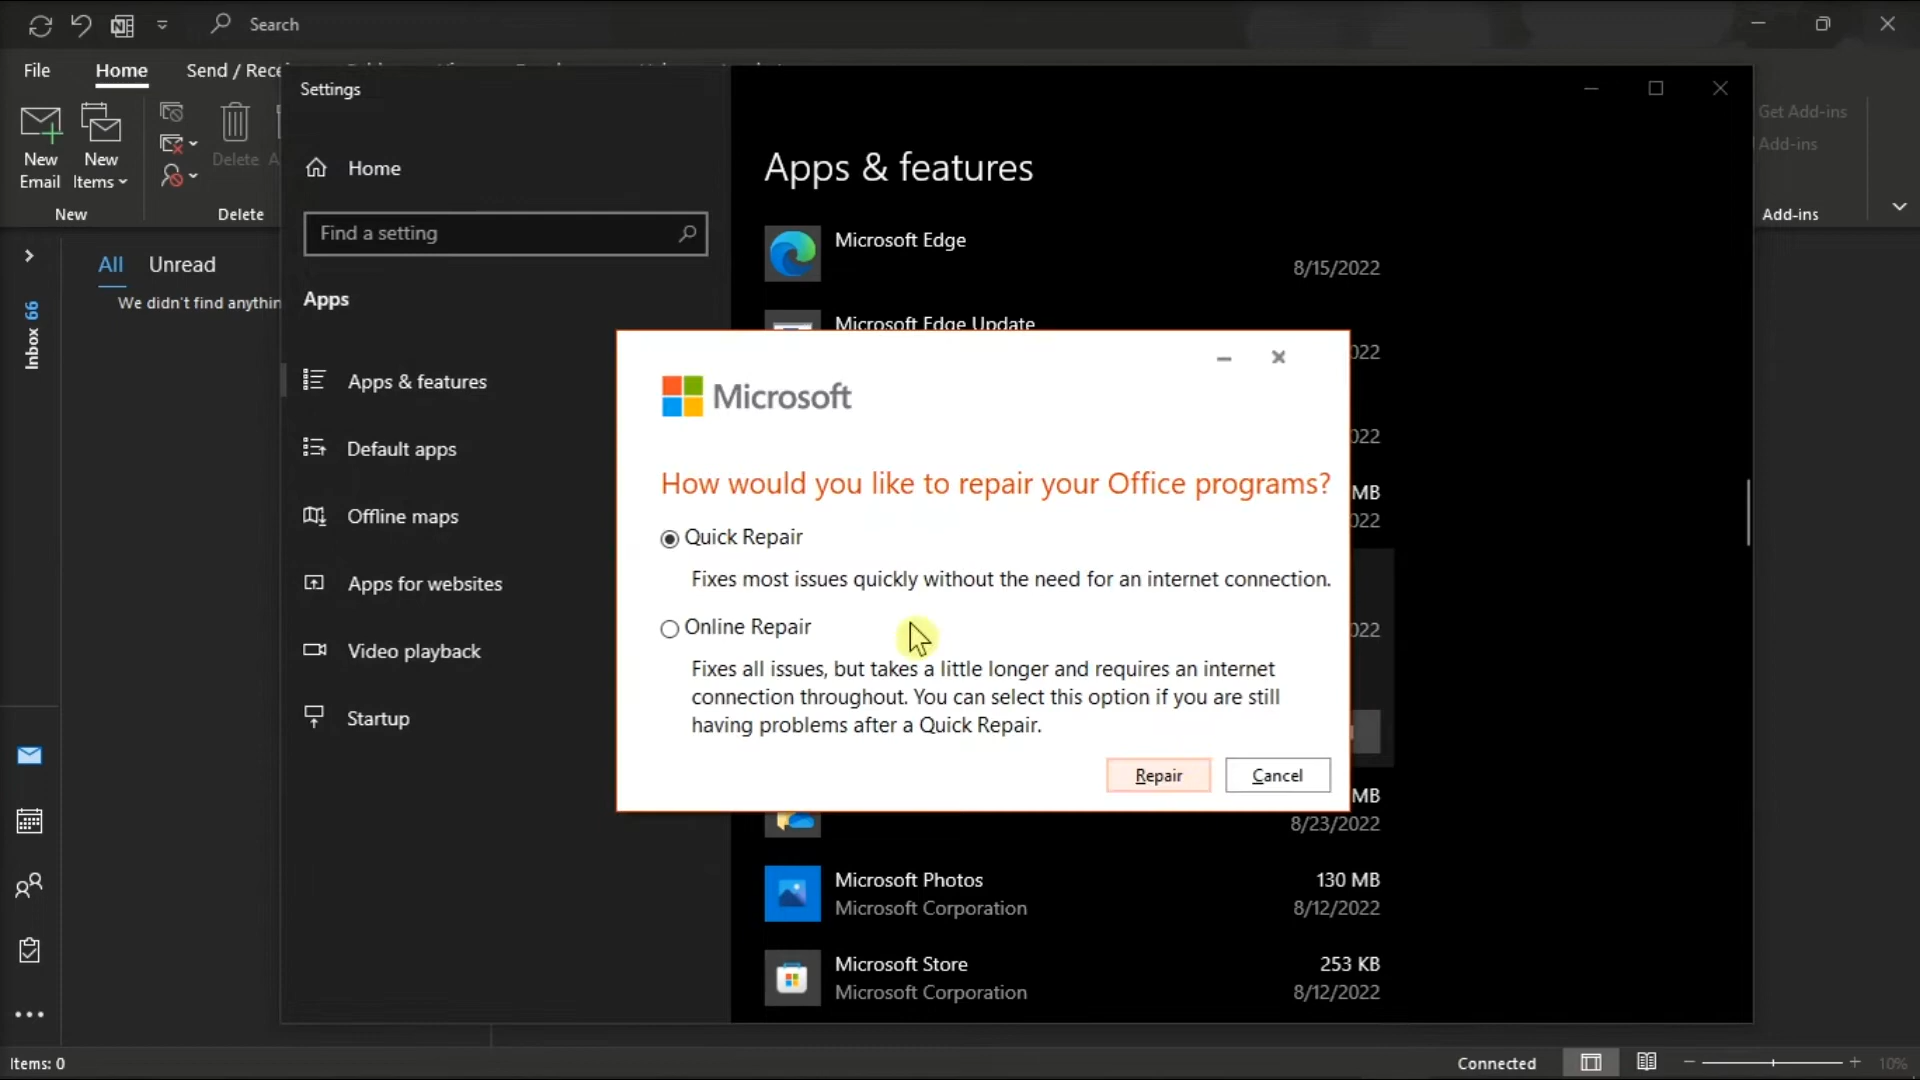 Search
File
Home
Send / Rece
New
Email
New
Items
New
Delete
Delete
Get Add-ins
Add-ins
Add-ins
All
Unread
We didn't find anythin
Inbox 66
Settings
Home
Find a setting
Apps
Apps & features
Default apps
Offline maps
Apps for websites
Video playback
Startup
Apps & features
Microsoft Edge
8/15/2022
Microsoft Edge Update
022
022
MB
022
022
Microsoft
How would you like to repair your Office programs?
Quick Repair
Fixes most issues quickly without the need for an internet connection.
Online Repair
Fixes all issues, but takes a little longer and requires an internet
connection throughout. You can select this option if you are still
having problems after a Quick Repair.
Repair
Cancel
MB
8/23/2022
Microsoft Photos
130 MB
Microsoft Corporation
8/12/2022
Microsoft Store
253 KB
Microsoft Corporation
8/12/2022
Items: 0
Connected
10%